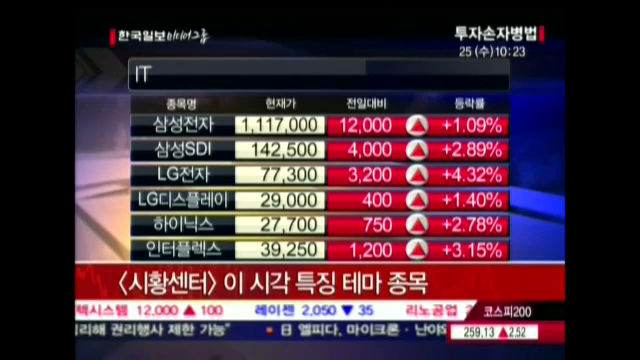 한국일보 미디어그룹
투자손자병법
25 (수) 10:23
IT
종목명 현재가 전일대비 등락률
삼성전자 1,117,000 12,000 ▲ +1.09%
삼성SDI 142,500 4,000 ▲ +2.89%
LG전자 77,300 3,200 ▲ +4.32%
LG디스플레이 29,000 400 ▲ +1.40%
하이닉스 27,700 750 ▲ +2.78%
인터플렉스 39,250 1,200 ▲ +3.15%
〈시황센터〉 이 시각 특징 테마 종목
텍시스템 12,000 ▲ 100 레이젠 2,050 ▼ 35 리노공업 2
코스피200
리해 권리행사 제한 가능" ■ 日 엘피다, 마이크론 · 난야와
259.13 ▲2.52